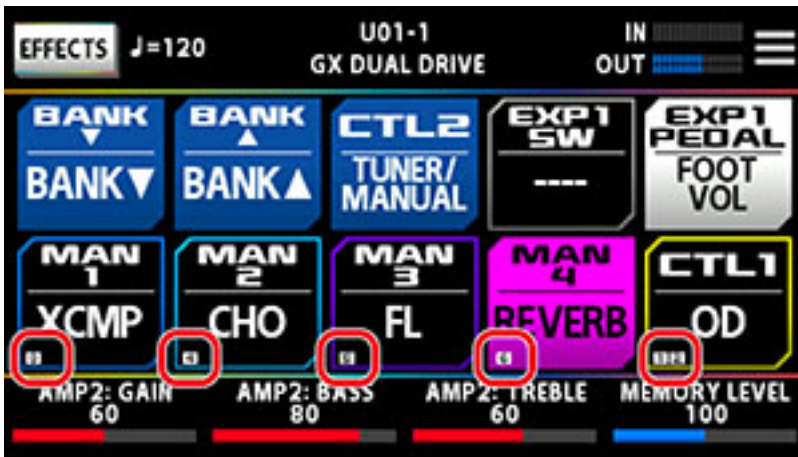 EFFECTS
♩=120
U01-1
GX DUAL DRIVE
IN
OUT
BANK▼
BANK▼
BANK▲
BANK▲
CTL2
TUNER/
MANUAL
EXP1
SW
----
EXP1
PEDAL
FOOT
VOL
MAN
1
XCMP
MAN
2
CHO
4
MAN
3
FL
MAN
4
REVERB
6
CTL1
OD
AMP2: GAIN
60
AMP2: BASS
80
AMP2: TREBLE
60
MEMORY LEVEL
100